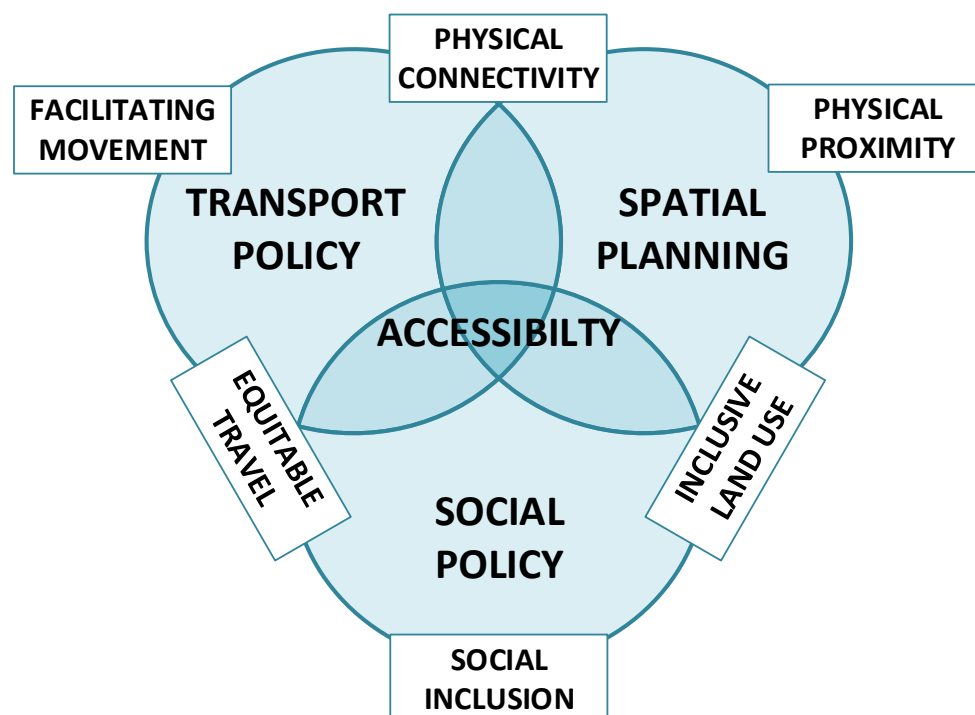 PHYSICAL
CONNECTIVITY
FACILITATING
MOVEMENT
PHYSICAL
PROXIMITY
TRANSPORT
POLICY
SPATIAL
PLANNING
ACCESSIBILTY
EQUITABLE
TRAVEL
INCLUSIVE
LAND USE
SOCIAL
POLICY
SOCIAL
INCLUSION